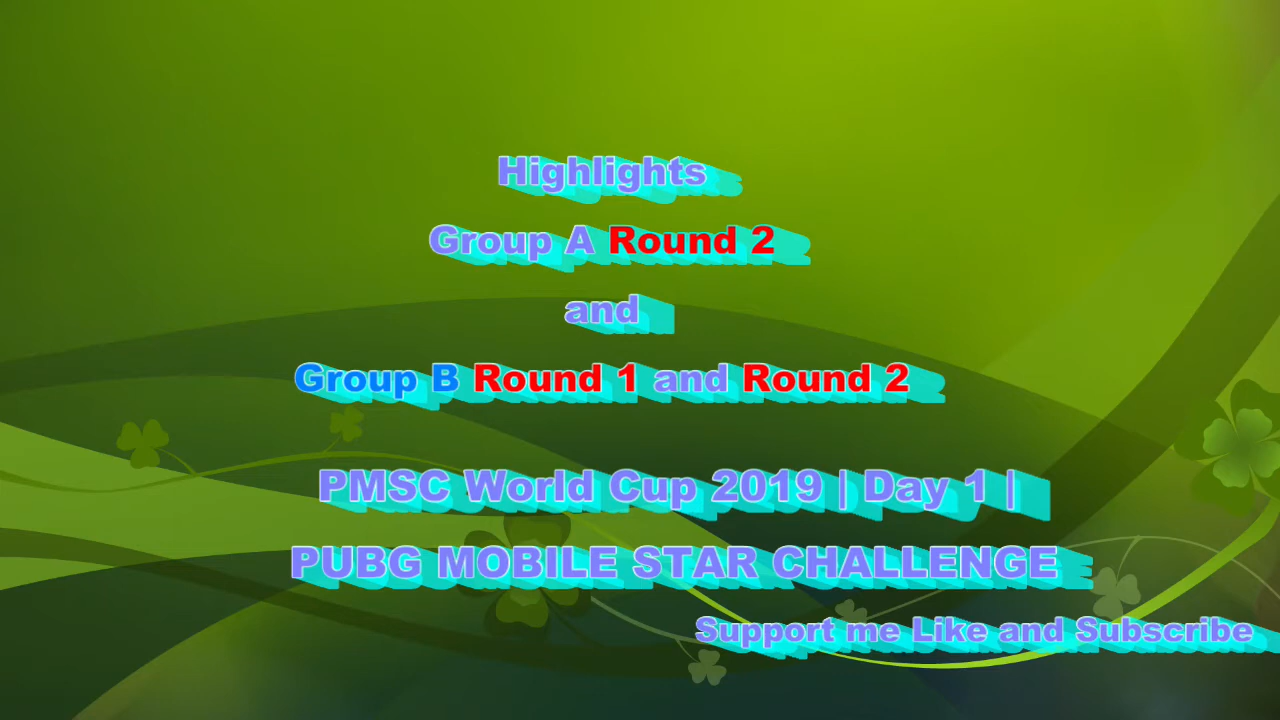 Highlights
Group A Round 2
and
Group B Round 1 and Round 2
PMSC World Cup 2019 | Day 1 |
PUBG MOBILE STAR CHALLENGE
Support me Like and Subscribe